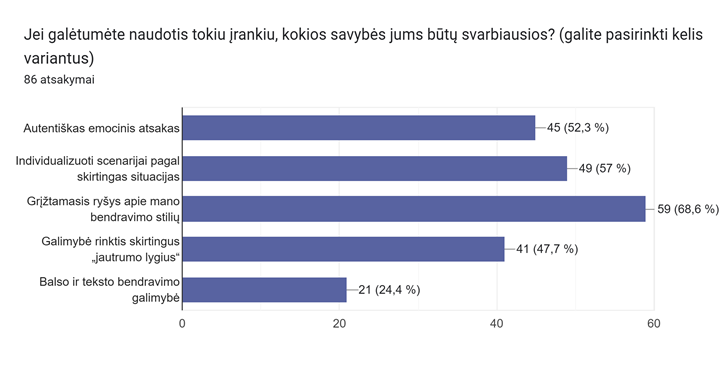 Jei galėtumėte naudotis tokiu įrankiu, kokios savybės jums būtų svarbiausios? (galite pasirinkti kelis
variantus)
86 atsakymai
Autentiškas emocinis atsakas
45 (52,3 %)
Individualizuoti scenarijai pagal
skirtingas situacijas
49 (57 %)
Grįžtamasis ryšys apie mano
bendravimo stilių
59 (68,6 %)
Galimybė rinktis skirtingus
„jautrumo lygius“
41 (47,7 %)
Balso ir teksto bendravimo
galimybė
21 (24,4 %)
0
20
40
60